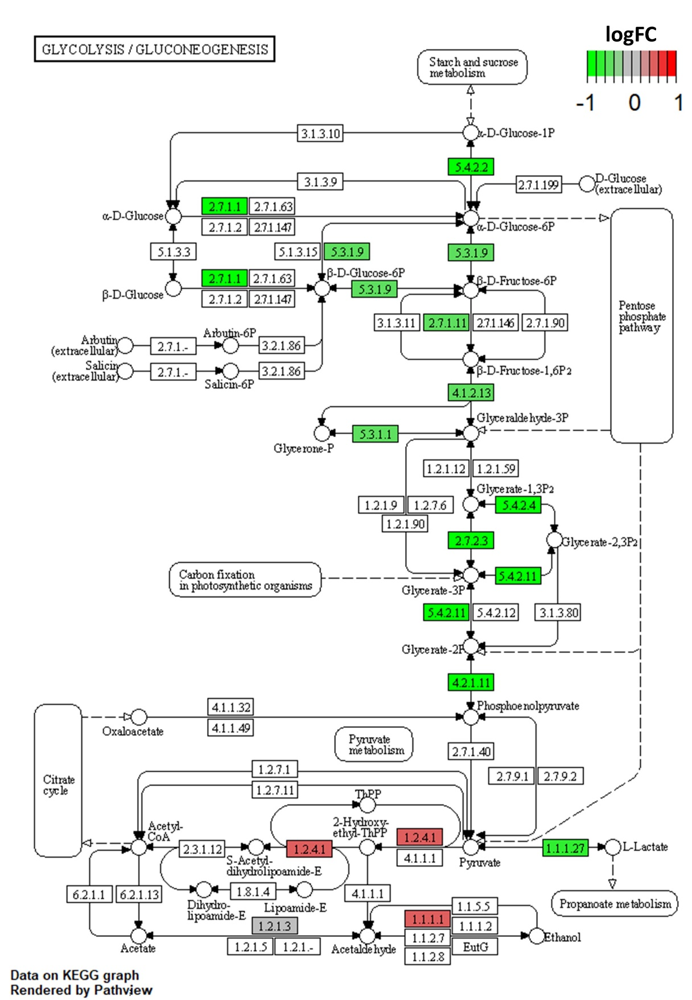 logFC
GLYCOLYSIS / GLUCONEOGENESIS
-1 0 1
Starch and sucrose
metabolism
3.1.3.10
α-D-Glucose-1P
5.4.2.2
3.1.3.9
2.7.1.199
D-Glucose
(extracellular)
2.7.1.1 2.7.1.63
α-D-Glucose
2.7.1.2 2.7.1.147
α-D-Glucose-6P
5.1.3.3
5.1.3.15 5.3.1.9
5.3.1.9
β-D-Glucose-6P
2.7.1.1 2.7.1.63
β-D-Fructose-6P
5.3.1.9
β-D-Glucose
2.7.1.2 2.7.1.147
Pentose
phosphate
pathway
3.1.3.11 2.7.1.11 2.7.1.146 2.7.1.90
Arbutin-6P
Arbutin
(extracellular)
2.7.1.-
3.2.1.86
Salicin
(extracellular)
2.7.1.-
3.2.1.86
Salicin-6P
β-D-Fructose-1,6P2
4.1.2.13
Glyceraldehyde-3P
5.3.1.1
Glycerone-P
1.2.1.12 1.2.1.59
Glycerate-1,3P2
1.2.1.9 1.2.7.6
5.4.2.4
1.2.1.90
2.7.2.3
Glycerate-2,3P2
Carbon fixation
in photosynthetic organisms
5.4.2.11
Glycerate-3P
5.4.2.11 5.4.2.12
3.1.3.80
Glycerate-2P
4.2.1.11
Phosphoenolpyruvate
4.1.1.32
Oxaloacetate
4.1.1.49
Pyruvate
metabolism
2.7.1.40
1.2.7.1
2.7.9.1 2.7.9.2
Citrate
cycle
1.2.7.11
ThPP
Acetyl-
CoA
2-Hydroxy-
ethyl-ThPP
1.2.4.1
2.3.1.12
1.2.4.1
4.1.1.1
1.1.1.27
L-Lactate
S-Acetyl-
dihydrolipoamide-E
Pyruvate
6.2.1.1 6.2.1.13
1.8.1.4
4.1.1.1
Dihydro-
lipoamide-E
Lipoamide-E
Propanoate metabolism
1.1.5.5
1.2.1.3
1.1.1.1
1.1.1.2
1.1.2.7
Ethanol
Acetate
1.2.1.5 1.2.1.-
Acetaldehyde
EutG
1.1.2.8
Data on KEGG graph
Rendered by Pathview